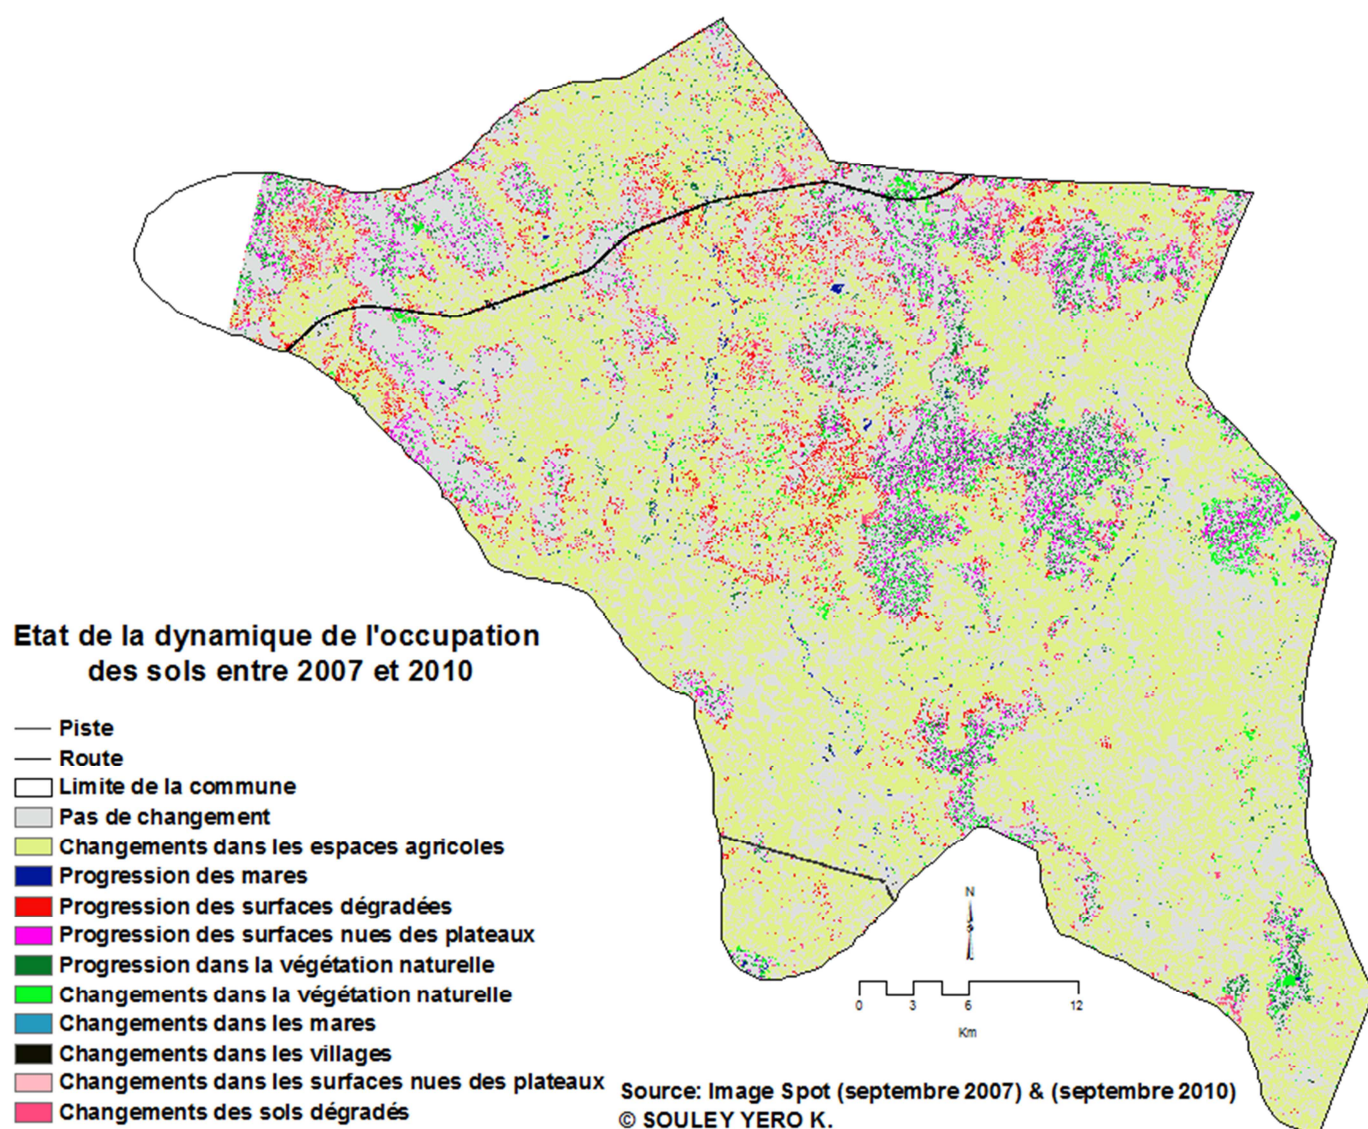 Etat de la dynamique de l'occupation
des sols entre 2007 et 2010
Piste
Route
Limite de la commune
Pas de changement
Changements dans les espaces agricoles
Progression des mares
Progression des surfaces dégradées
Progression des surfaces nues des plateaux
Progression dans la végétation naturelle
Changements dans la végétation naturelle
Changements dans les mares
Changements dans les villages
Changements dans les surfaces nues des plateaux
Changements des sols dégradés
N
0 3 6 12
Km
Source: Image Spot (septembre 2007) & (septembre 2010)
© SOULEY YERO K.